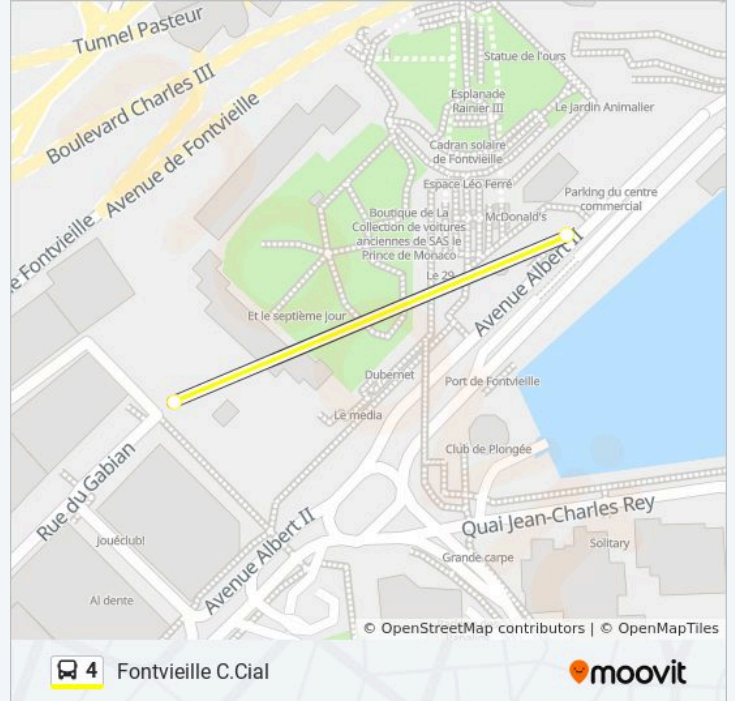 Tunnel Pasteur
Boulevard Charles III
Avenue de Fontvieille
Statue de l'ours
Esplanade
Rainier III
Le Jardin Animalier
Cadran solaire
de Fontvieille
Espace Léo Ferré
Parking du centre
commercial
Boutique de La
Collection de voitures
anciennes de SAS le
Prince de Monaco
McDonald's
e Fontvieille
Le 29
Avenue Albert II
Et le septième jour
Dubernet
Port de Fontvieille
Le média
Club de Plongée
Rue du Gabian
Quai Jean-Charles Rey
Jouéclub!
Avenue Albert II
Solitary
Grande carpe
Al dente
© OpenStreetMap contributors | © OpenMapTiles
4 Fontvieille C.Cial
moovit